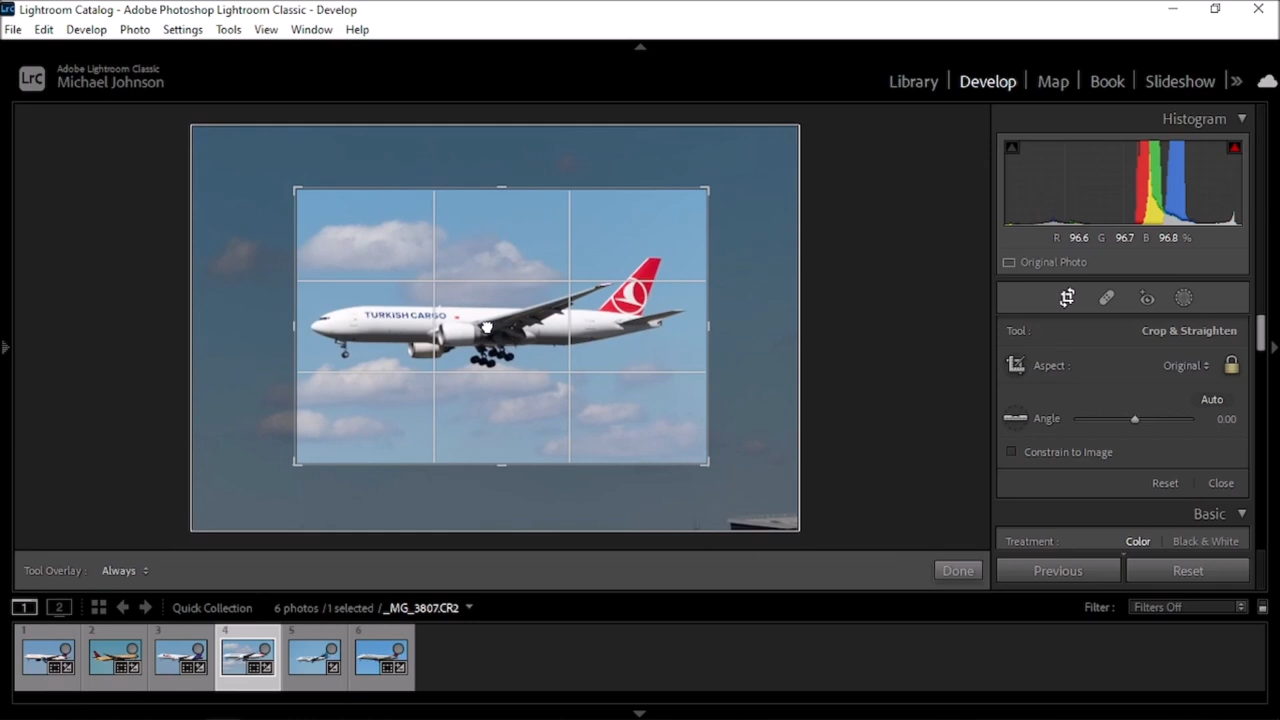 Lrc Lightroom Catalog - Adobe Photoshop Lightroom Classic - Develop
File Edit Develop Photo Settings Tools View Window Help
LrC
Adobe Lightroom Classic
Michael Johnson
Library Develop Map Book Slideshow
Histogram
R 96.6 G 96.7 B 96.8 %
Original Photo
Tool : Crop & Straighten
Aspect : Original
Auto
Angle 0.00
Constrain to Image
Reset Close
Basic
Treatment : Color Black & White
Previous Reset
TURKISH CARGO
Tool Overlay : Always Done
1 2 Quick Collection 6 photos / 1 selected / _MG_3807.CR2 Filter : Filters Off
1 2 3 4 5 6